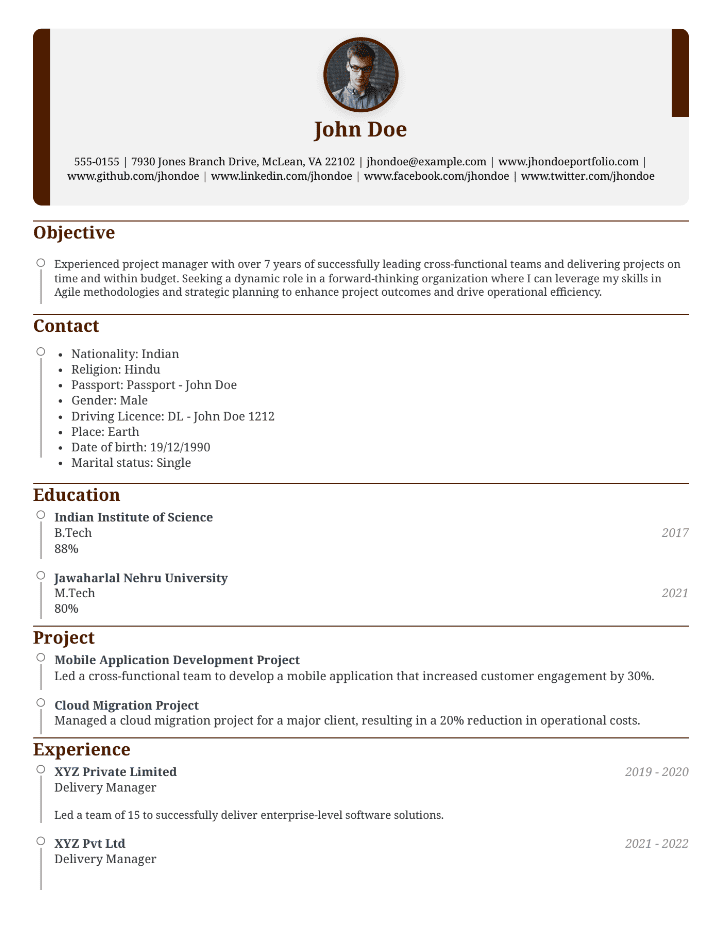 John Doe
555-0155 | 7930 Jones Branch Drive, McLean, VA 22102 | jhondoe@example.com | www.jhondoeportfolio.com |
www.github.com/jhondoe | www.linkedin.com/jhondoe | www.facebook.com/jhondoe | www.twitter.com/jhondoe
Objective
Experienced project manager with over 7 years of successfully leading cross-functional teams and delivering projects on
time and within budget. Seeking a dynamic role in a forward-thinking organization where I can leverage my skills in
Agile methodologies and strategic planning to enhance project outcomes and drive operational efficiency.
Contact
• Nationality: Indian
• Religion: Hindu
• Passport: Passport - John Doe
• Gender: Male
• Driving Licence: DL - John Doe 1212
• Place: Earth
• Date of birth: 19/12/1990
• Marital status: Single
Education
Indian Institute of Science
B.Tech 2017
88%
Jawaharlal Nehru University
M.Tech 2021
80%
Project
Mobile Application Development Project
Led a cross-functional team to develop a mobile application that increased customer engagement by 30%.
Cloud Migration Project
Managed a cloud migration project for a major client, resulting in a 20% reduction in operational costs.
Experience
XYZ Private Limited 2019 - 2020
Delivery Manager
Led a team of 15 to successfully deliver enterprise-level software solutions.
XYZ Pvt Ltd 2021 - 2022
Delivery Manager